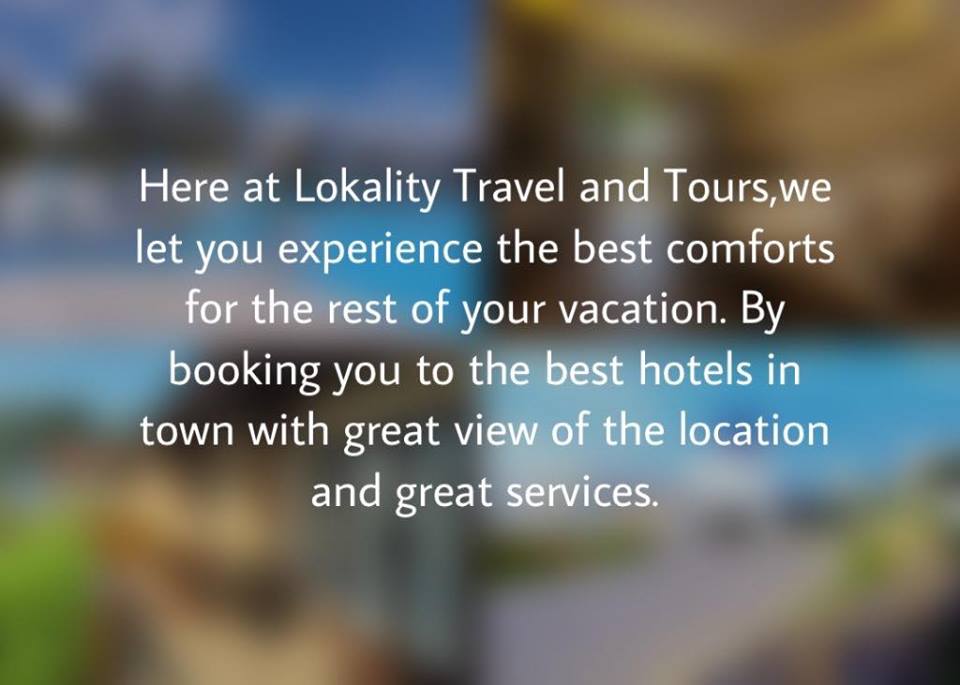 Here at Lokality Travel and Tours,we
let you experience the best comforts
for the rest of your vacation. By
booking you to the best hotels in
town with great view of the location
and great services.